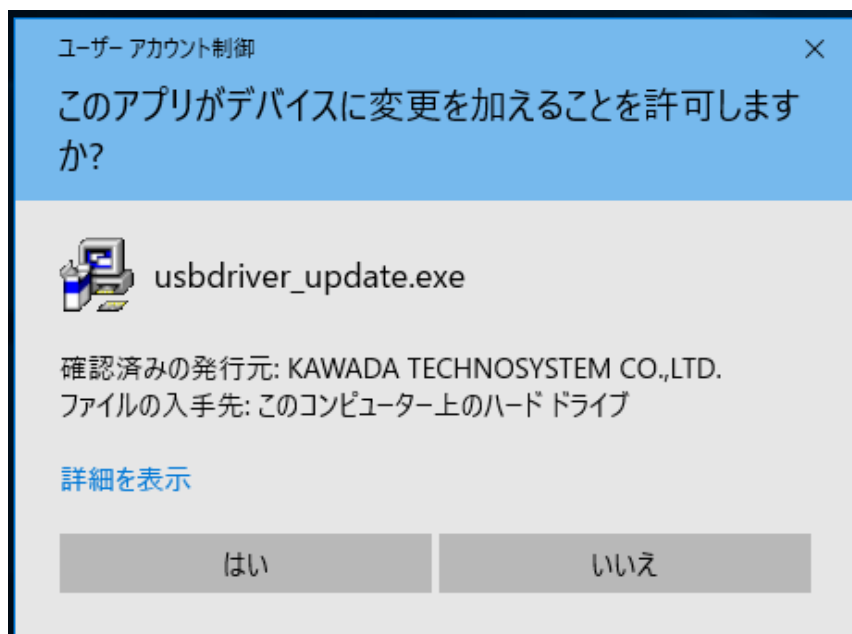 ユーザー アカウント制御
このアプリがデバイスに変更を加えることを許可します
か?
usbdriver_update.exe
確認済みの発行元: KAWADA TECHNOSYSTEM CO.,LTD.
ファイルの入手先: このコンピューター上のハード ドライブ
詳細を表示
はい
いいえ